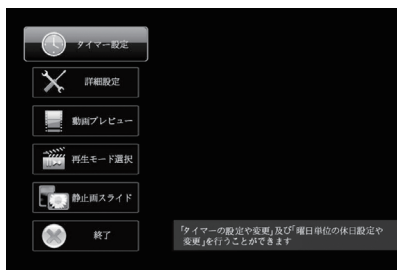 タイマー設定
詳細設定
動画プレビュー
再生モード選択
静止画スライド
終了
「タイマーの設定や変更」及び「曜日単位の休日設定や
変更」を行うことができます